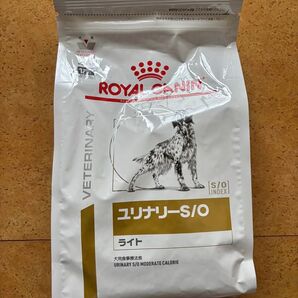 ROYAL CANIN
VETERINARY
S/O
INDEX
ユリナリーS/O
ライト
犬用食事療法食
URINARY S/O MODERATE CALORIE